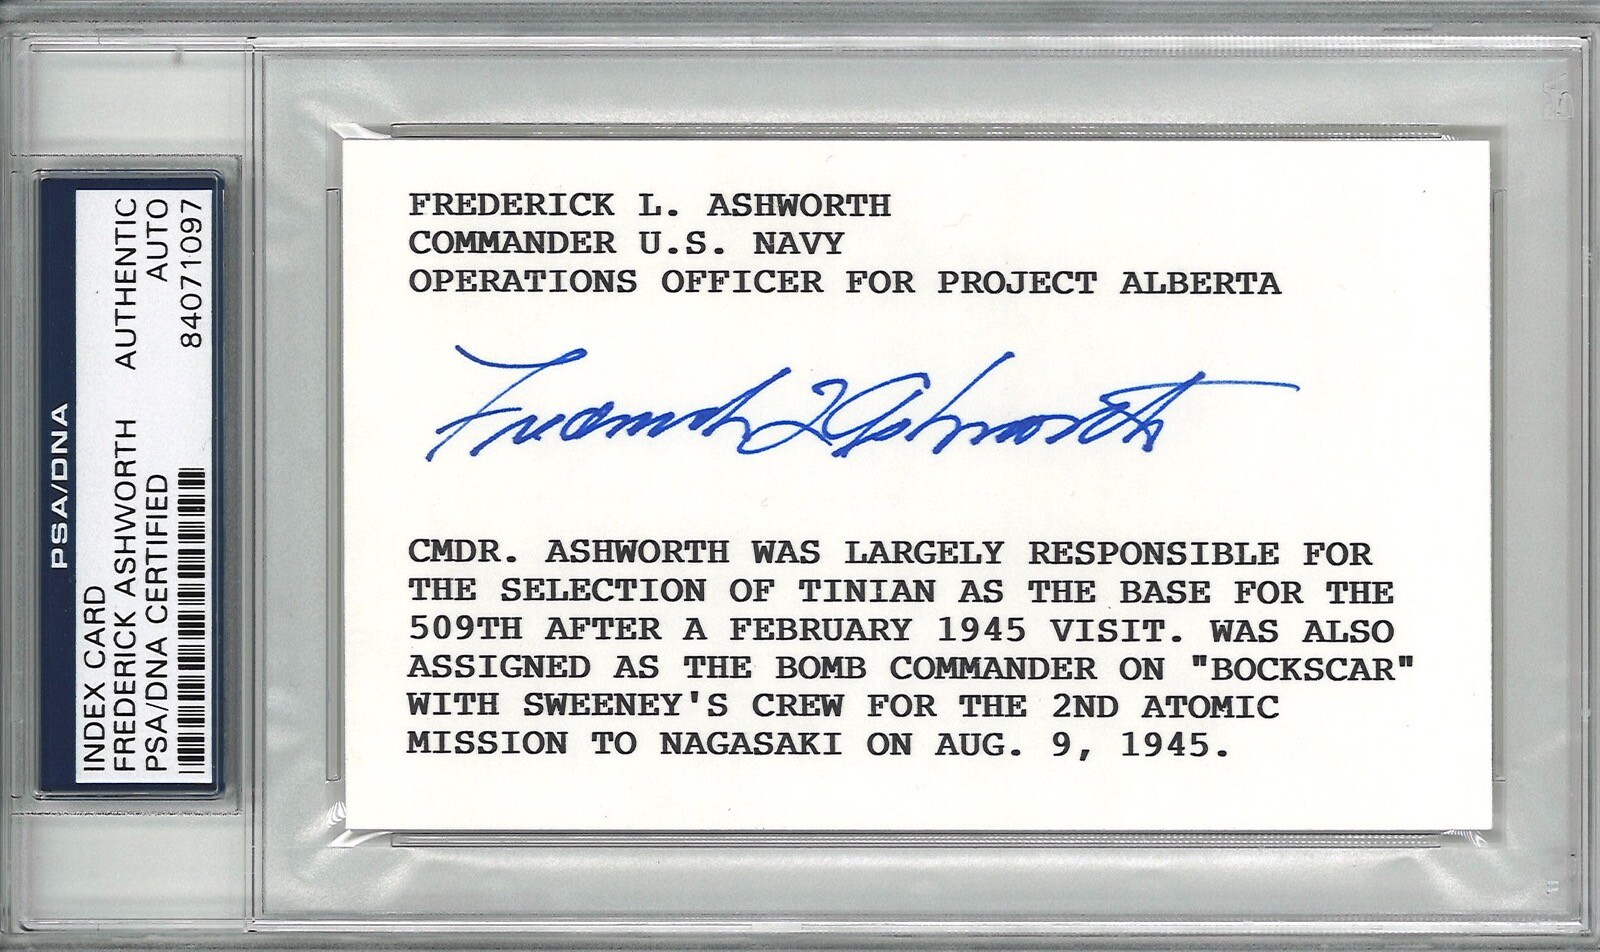 PSA/DNA
INDEX CARD
FREDERICK ASHWORTH AUTHENTIC
PSA/DNA CERTIFIED AUTO
84071097
FREDERICK L. ASHWORTH
COMMANDER U.S. NAVY
OPERATIONS OFFICER FOR PROJECT ALBERTA
Frederick L Ashworth
CMDR. ASHWORTH WAS LARGELY RESPONSIBLE FOR
THE SELECTION OF TINIAN AS THE BASE FOR THE
509TH AFTER A FEBRUARY 1945 VISIT. WAS ALSO
ASSIGNED AS THE BOMB COMMANDER ON "BOCKSCAR"
WITH SWEENEY'S CREW FOR THE 2ND ATOMIC
MISSION TO NAGASAKI ON AUG. 9, 1945.